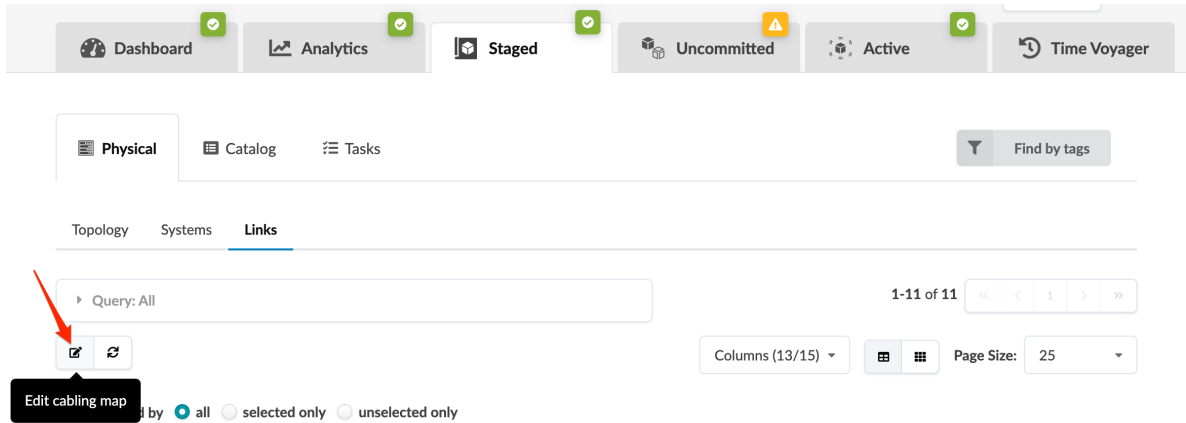 Dashboard
Analytics
Staged
Uncommitted
Active
Time Voyager
Physical
Catalog
Tasks
Find by tags
Topology
Systems
Links
Query: All
1-11 of 11
« < 1 > »
Columns (13/15)
Page Size: 25
Edit cabling map
by
all
selected only
unselected only